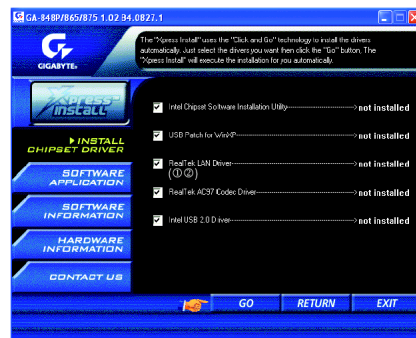 GA-848P/865/875 1.02 B4.0827.1
The "Xpress Install" uses the "Click and Go" technology to install the drivers
automatically. Just select the drivers you want then click the "Go" button, The
"Xpress Install" will execute the installation for you automatically.
GIGABYTE
Xpress
INSTALL
INSTALL
CHIPSET DRIVER
SOFTWARE
APPLICATION
SOFTWARE
INFORMATION
HARDWARE
INFORMATION
CONTACT US
Intel Chipset Software Installation Utility
not installed
USB Patch for WinXP
not installed
RealTek LAN Driver
(① ②)
not installed
RealTek AC97 Codec Driver
not installed
Intel USB 2.0 Driver
not installed
GO
RETURN
EXIT